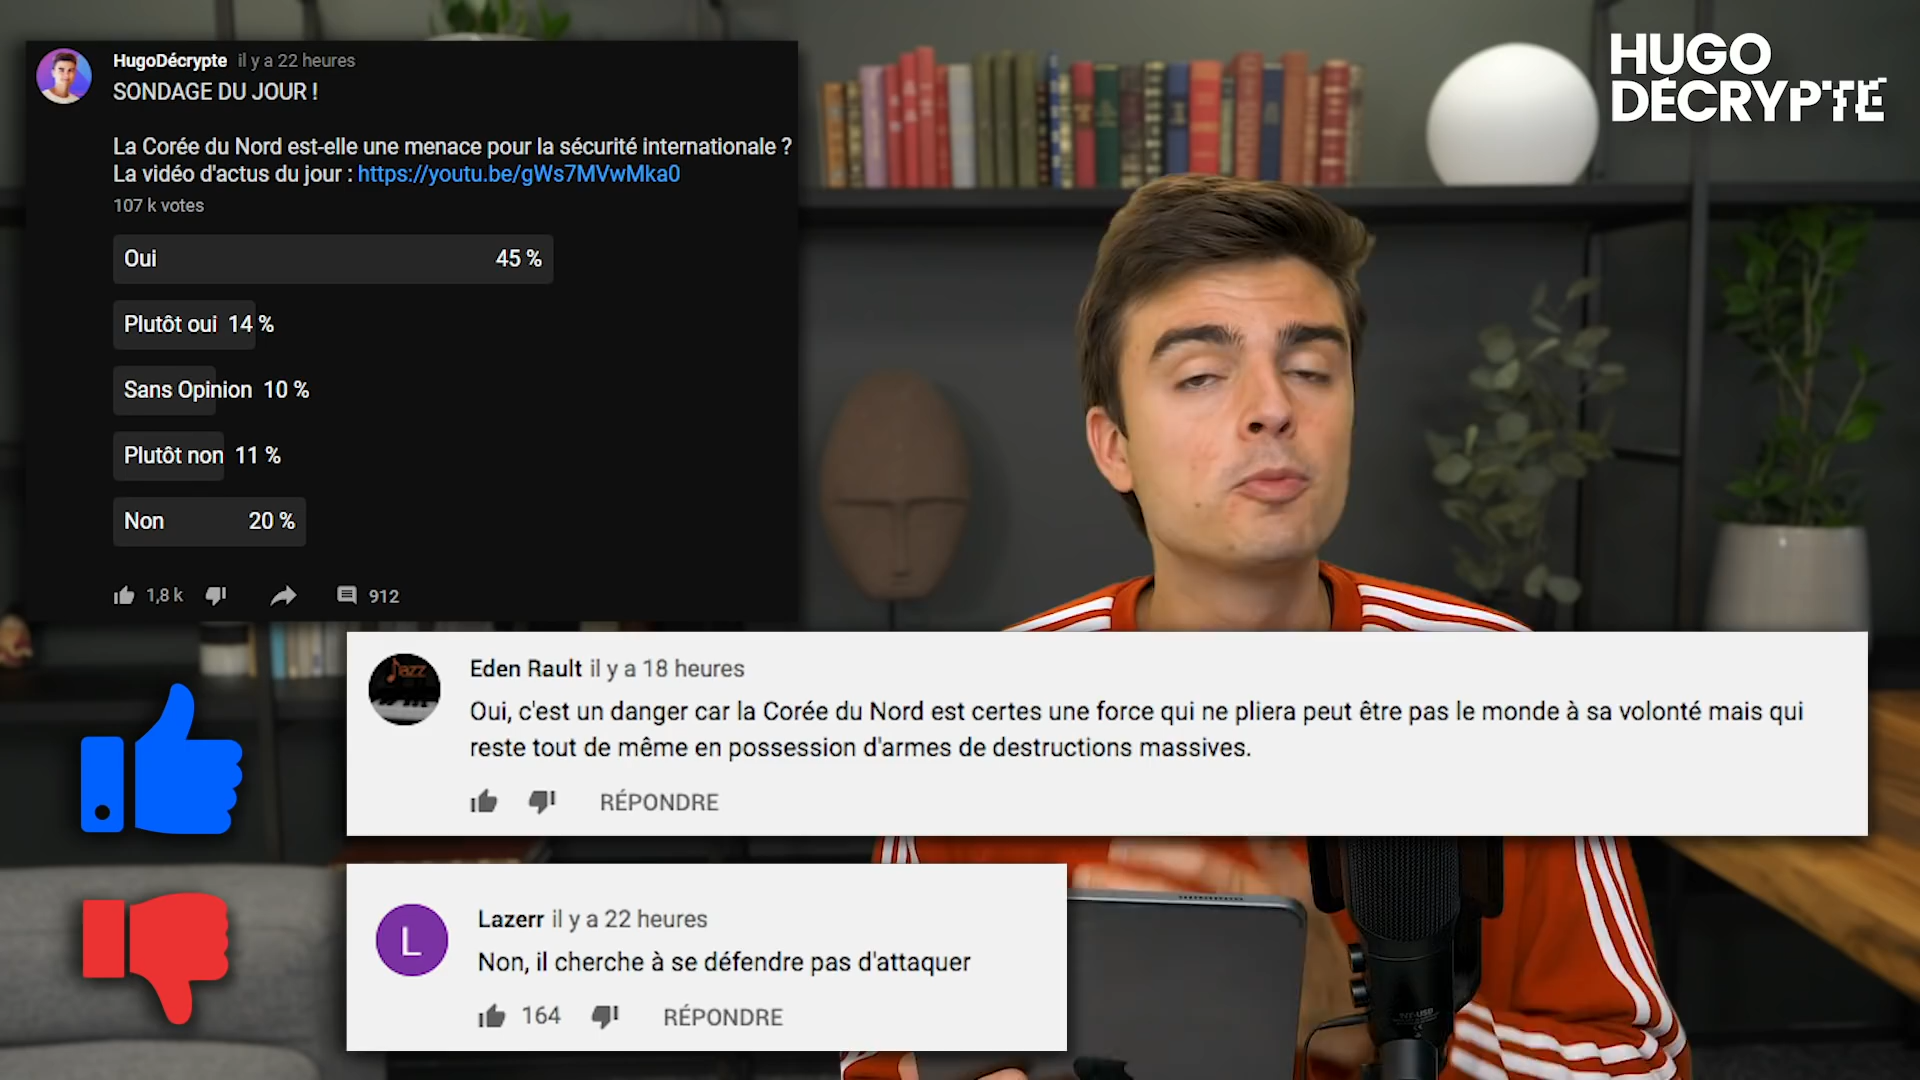 HugoDécrypte il y a 22 heures
SONDAGE DU JOUR !
La Corée du Nord est-elle une menace pour la sécurité internationale ?
La vidéo d'actus du jour : https://youtu.be/gWs7MVwMka0
107 k votes
Oui 45 %
Plutôt oui 14 %
Sans Opinion 10 %
Plutôt non 11 %
Non 20 %
1,8 k 912
HUGO
DÉCRYPTE
Jazz
Eden Rault il y a 18 heures
Oui, c'est un danger car la Corée du Nord est certes une force qui ne pliera peut être pas le monde à sa volonté mais qui
reste tout de même en possession d'armes de destructions massives.
RÉPONDRE
L
Lazerr il y a 22 heures
Non, il cherche à se défendre pas d'attaquer
164 RÉPONDRE